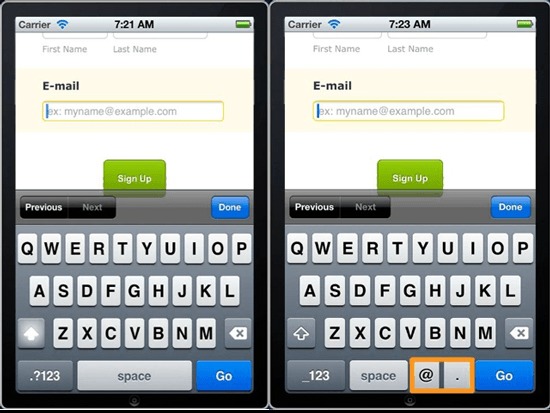 Carrier 7:21 AM
First Name Last Name
E-mail
ex: myname@example.com
Sign Up
Previous Next Done
Q W E R T Y U I O P
A S D F G H J K L
Z X C V B N M
.?123 space Go
Carrier 7:23 AM
First Name Last Name
E-mail
ex: myname@example.com
Sign Up
Previous Next Done
Q W E R T Y U I O P
A S D F G H J K L
Z X C V B N M
_123 space @ . Go